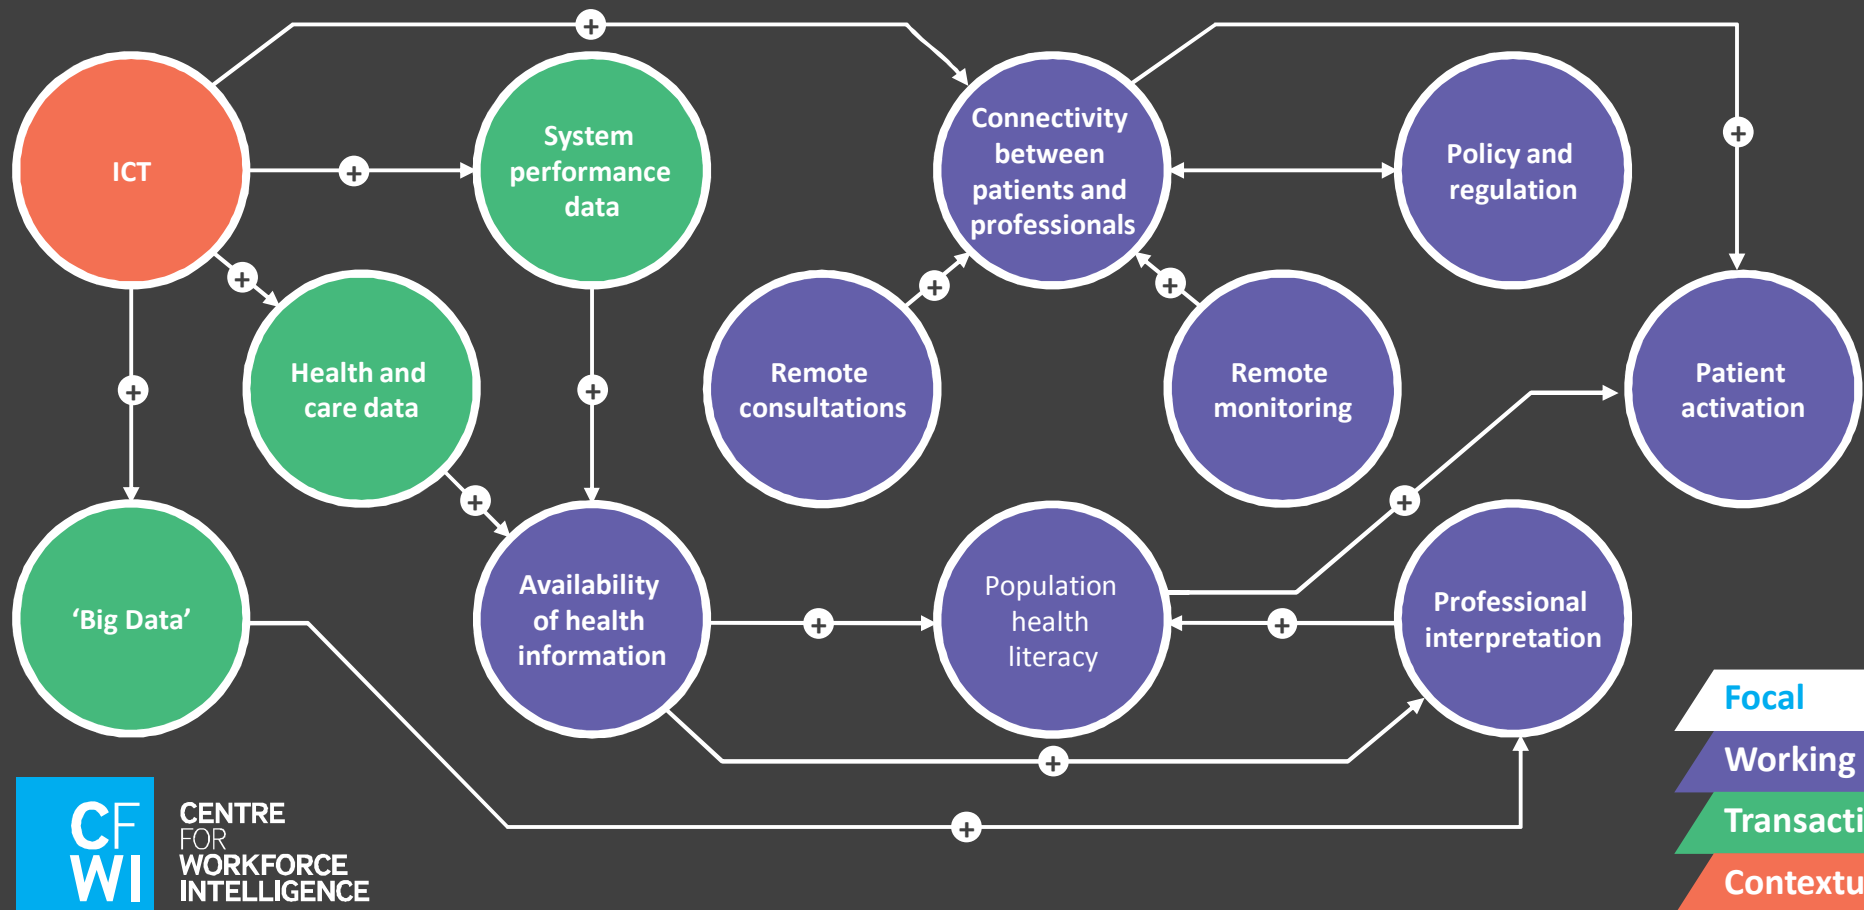 ICT
System
performance
data
Connectivity
between
patients and
professionals
Policy and
regulation
Health and
care data
Remote
consultations
Remote
monitoring
Patient
activation
‘Big Data’
Availability
of health
information
Population
health
literacy
Professional
interpretation
+
+
+
+
+
+
+
+
+
+
+
+
+
+
Focal
Working
Transacti
Contextu
CF
WI
CENTRE
FOR
WORKFORCE
INTELLIGENCE